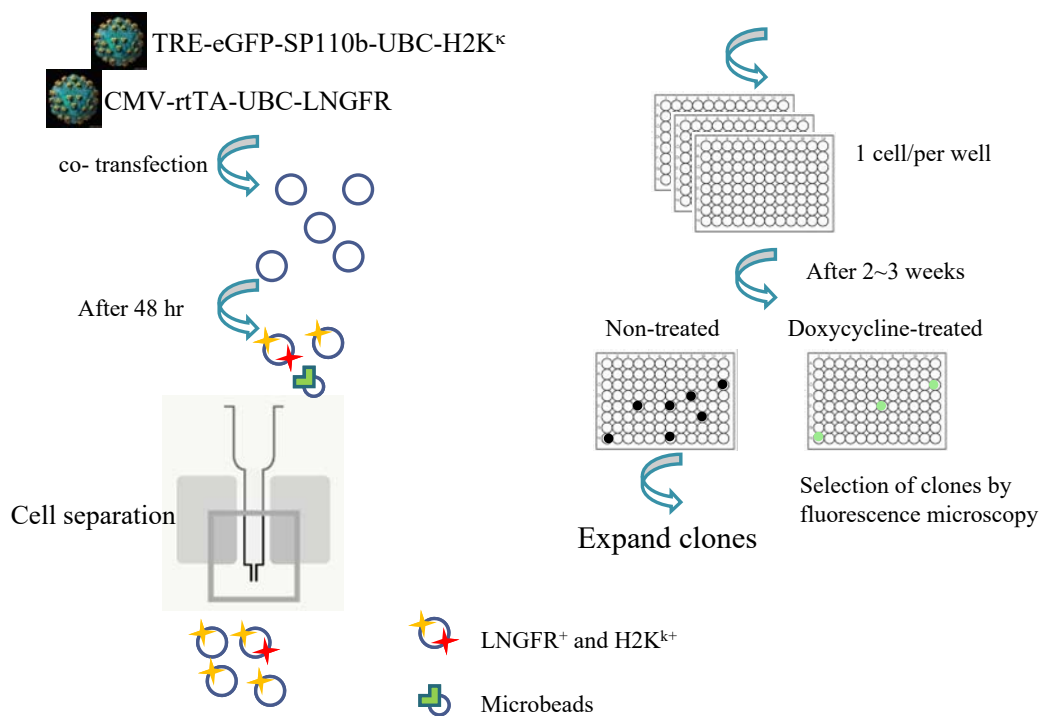 TRE-eGFP-SP110b-UBC-H2Kᴷ
CMV-rtTA-UBC-LNGFR
co- transfection
After 48 hr
Cell separation
LNGFR⁺ and H2Kᵏ⁺
Microbeads
1 cell/per well
After 2~3 weeks
Non-treated
Doxycycline-treated
Selection of clones by
fluorescence microscopy
Expand clones